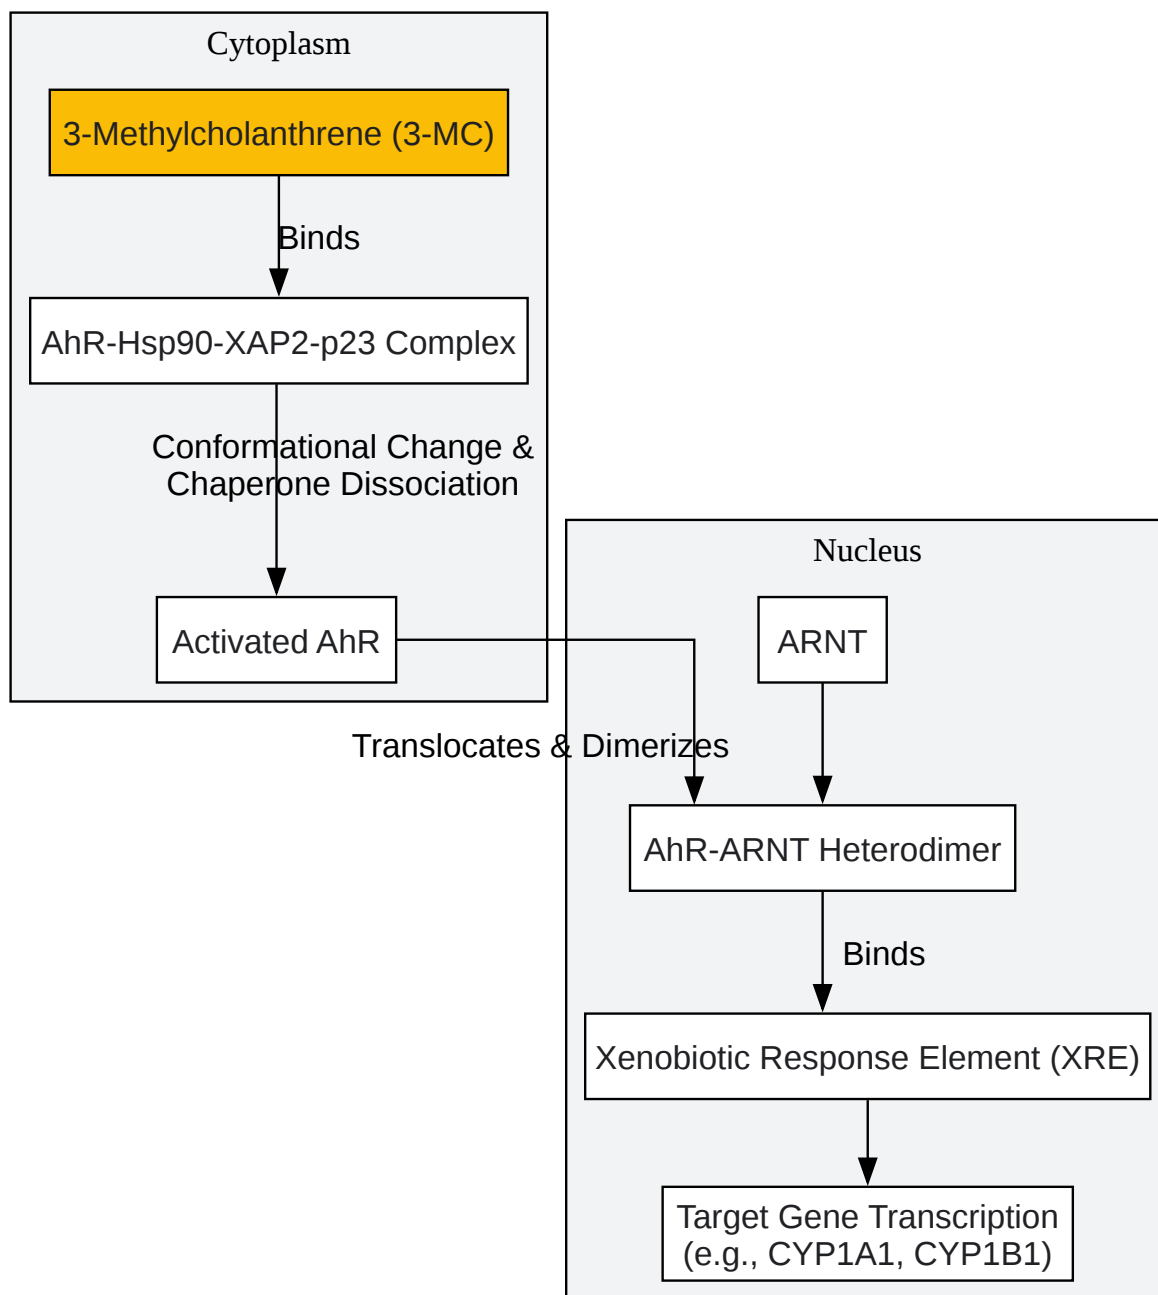 Cytoplasm
3-Methylcholanthrene (3-MC)
Binds
AhR-Hsp90-XAP2-p23 Complex
Conformational Change &
Chaperone Dissociation
Activated AhR
Nucleus
ARNT
Translocates & Dimerizes
AhR-ARNT Heterodimer
Binds
Xenobiotic Response Element (XRE)
Target Gene Transcription
(e.g., CYP1A1, CYP1B1)